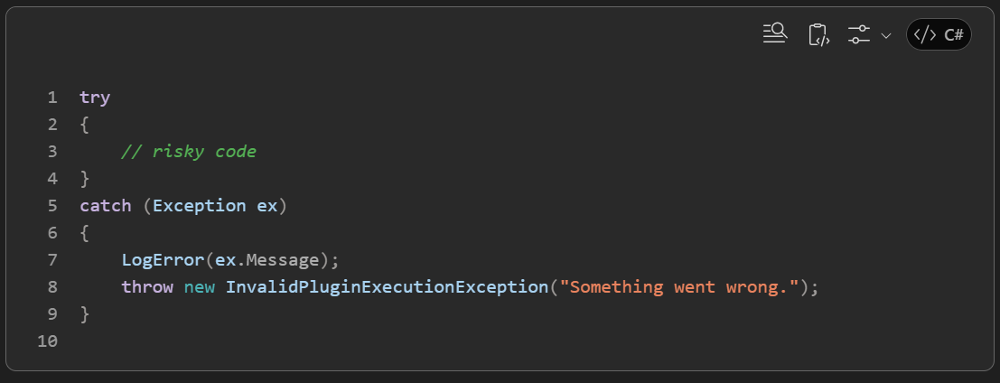 </> C#
1 try
2 {
3     // risky code
4 }
5 catch (Exception ex)
6 {
7     LogError(ex.Message);
8     throw new InvalidPluginExecutionException("Something went wrong.");
9 }
10